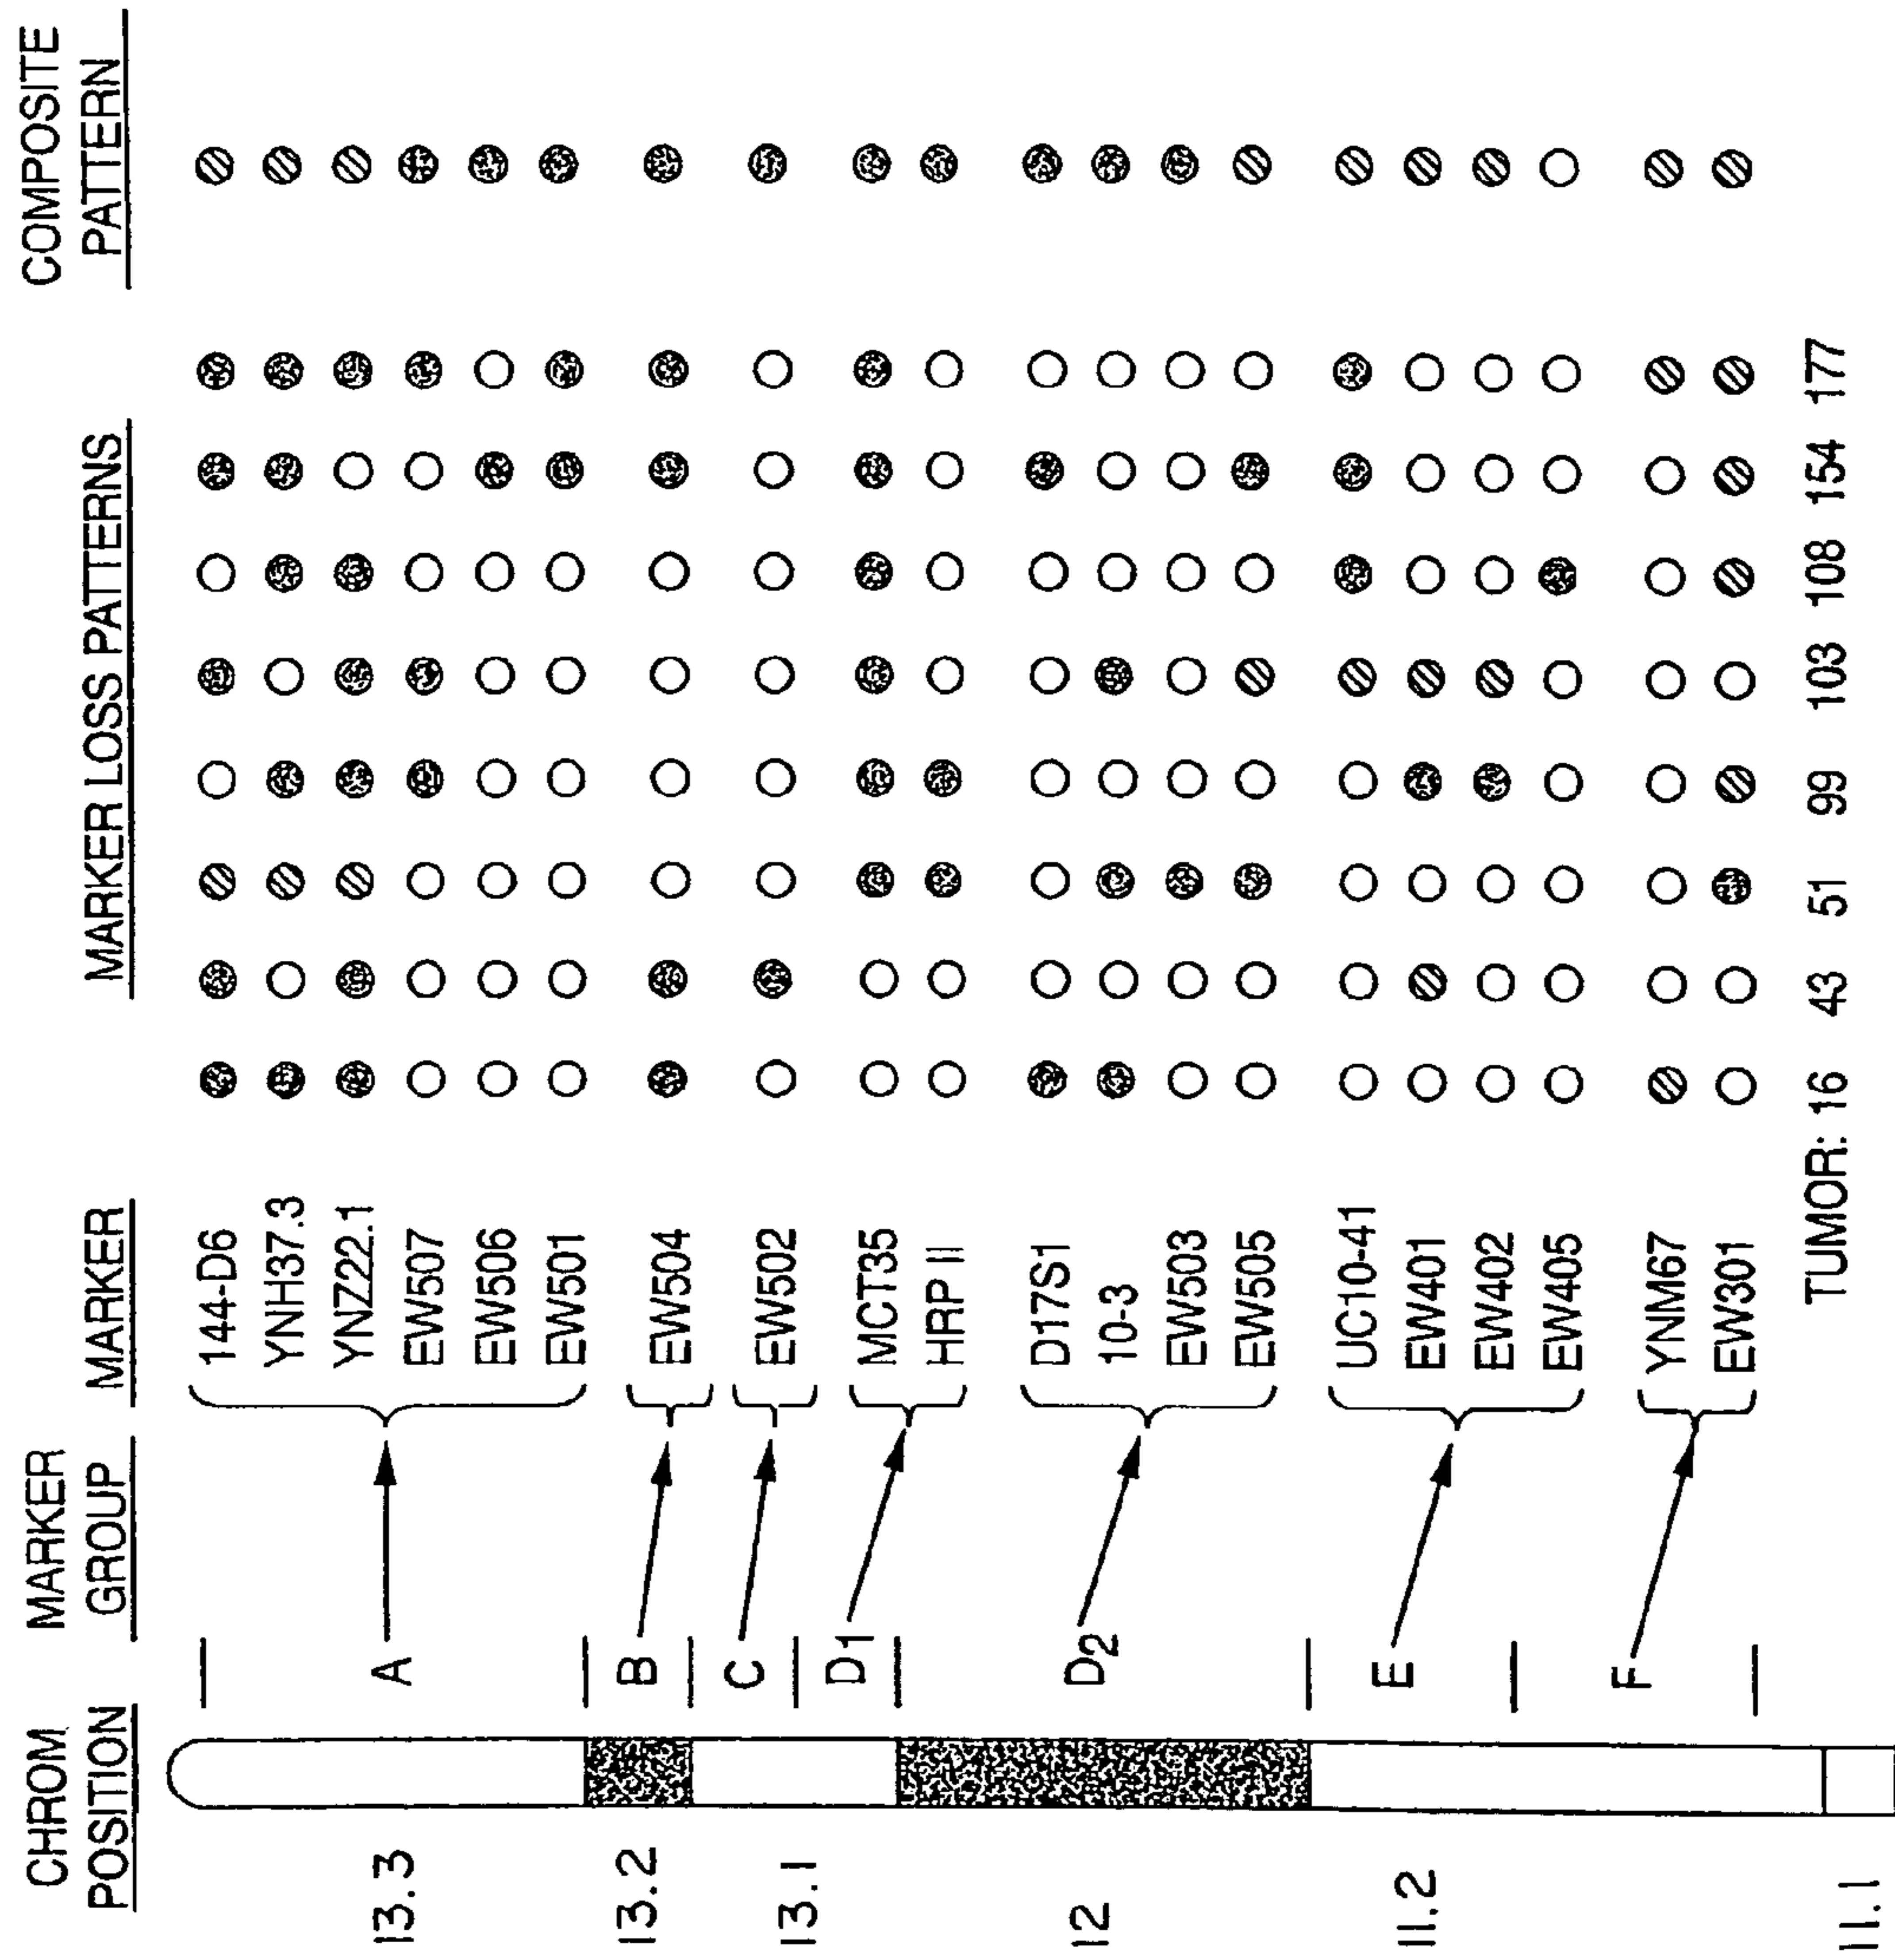 CHROM
POSITION
MARKER
GROUP
MARKER
MARKER LOSS PATTERNS
COMPOSITE
PATTERN
13.3
13.2
13.1
12
11.2
11.1
A
B
C
D1
D2
E
F
144-D6
YNH37.3
YNZ22.1
EW507
EW506
EW501
EW504
EW502
MCT35
HRP II
D17S1
10-3
EW503
EW505
UC10-41
EW401
EW402
EW405
YNM67
EW301
TUMOR: 16 43 51 99 103 108 154 177